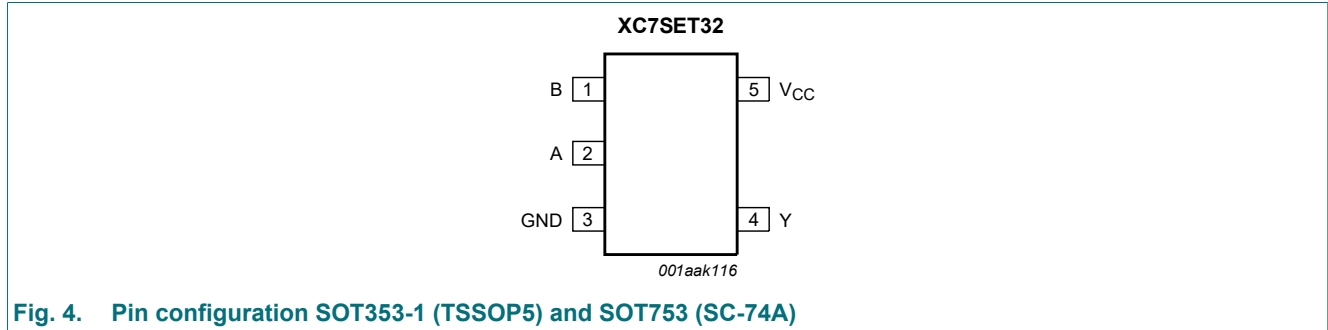 XC7SET32
B 1 5 VCC
A 2
GND 3 4 Y
001aak116
Fig. 4. Pin configuration SOT353-1 (TSSOP5) and SOT753 (SC-74A)